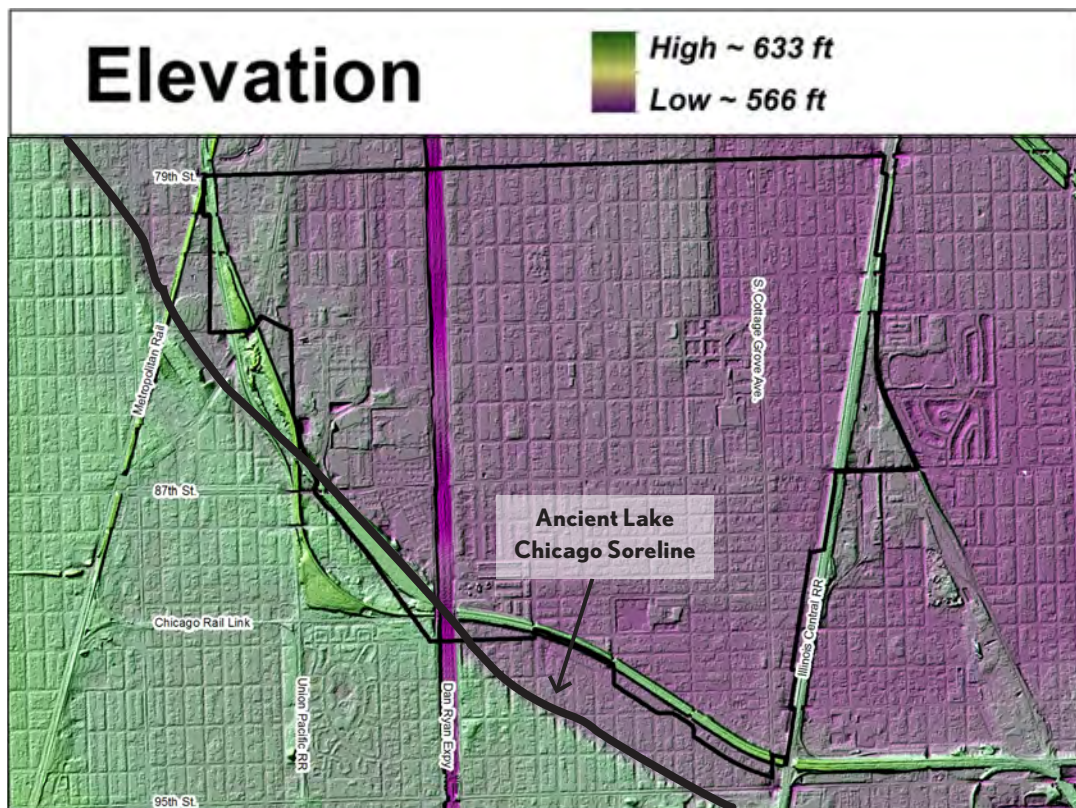 Elevation
High ~ 633 ft
Low ~ 566 ft
79th St.
Metropolitan Rail
S. Cottage Grove Ave.
87th St.
Ancient Lake
Chicago Soreline
Chicago Rail Link
Union Pacific RR
Dan Ryan Expy
Illinois Central RR
95th St.